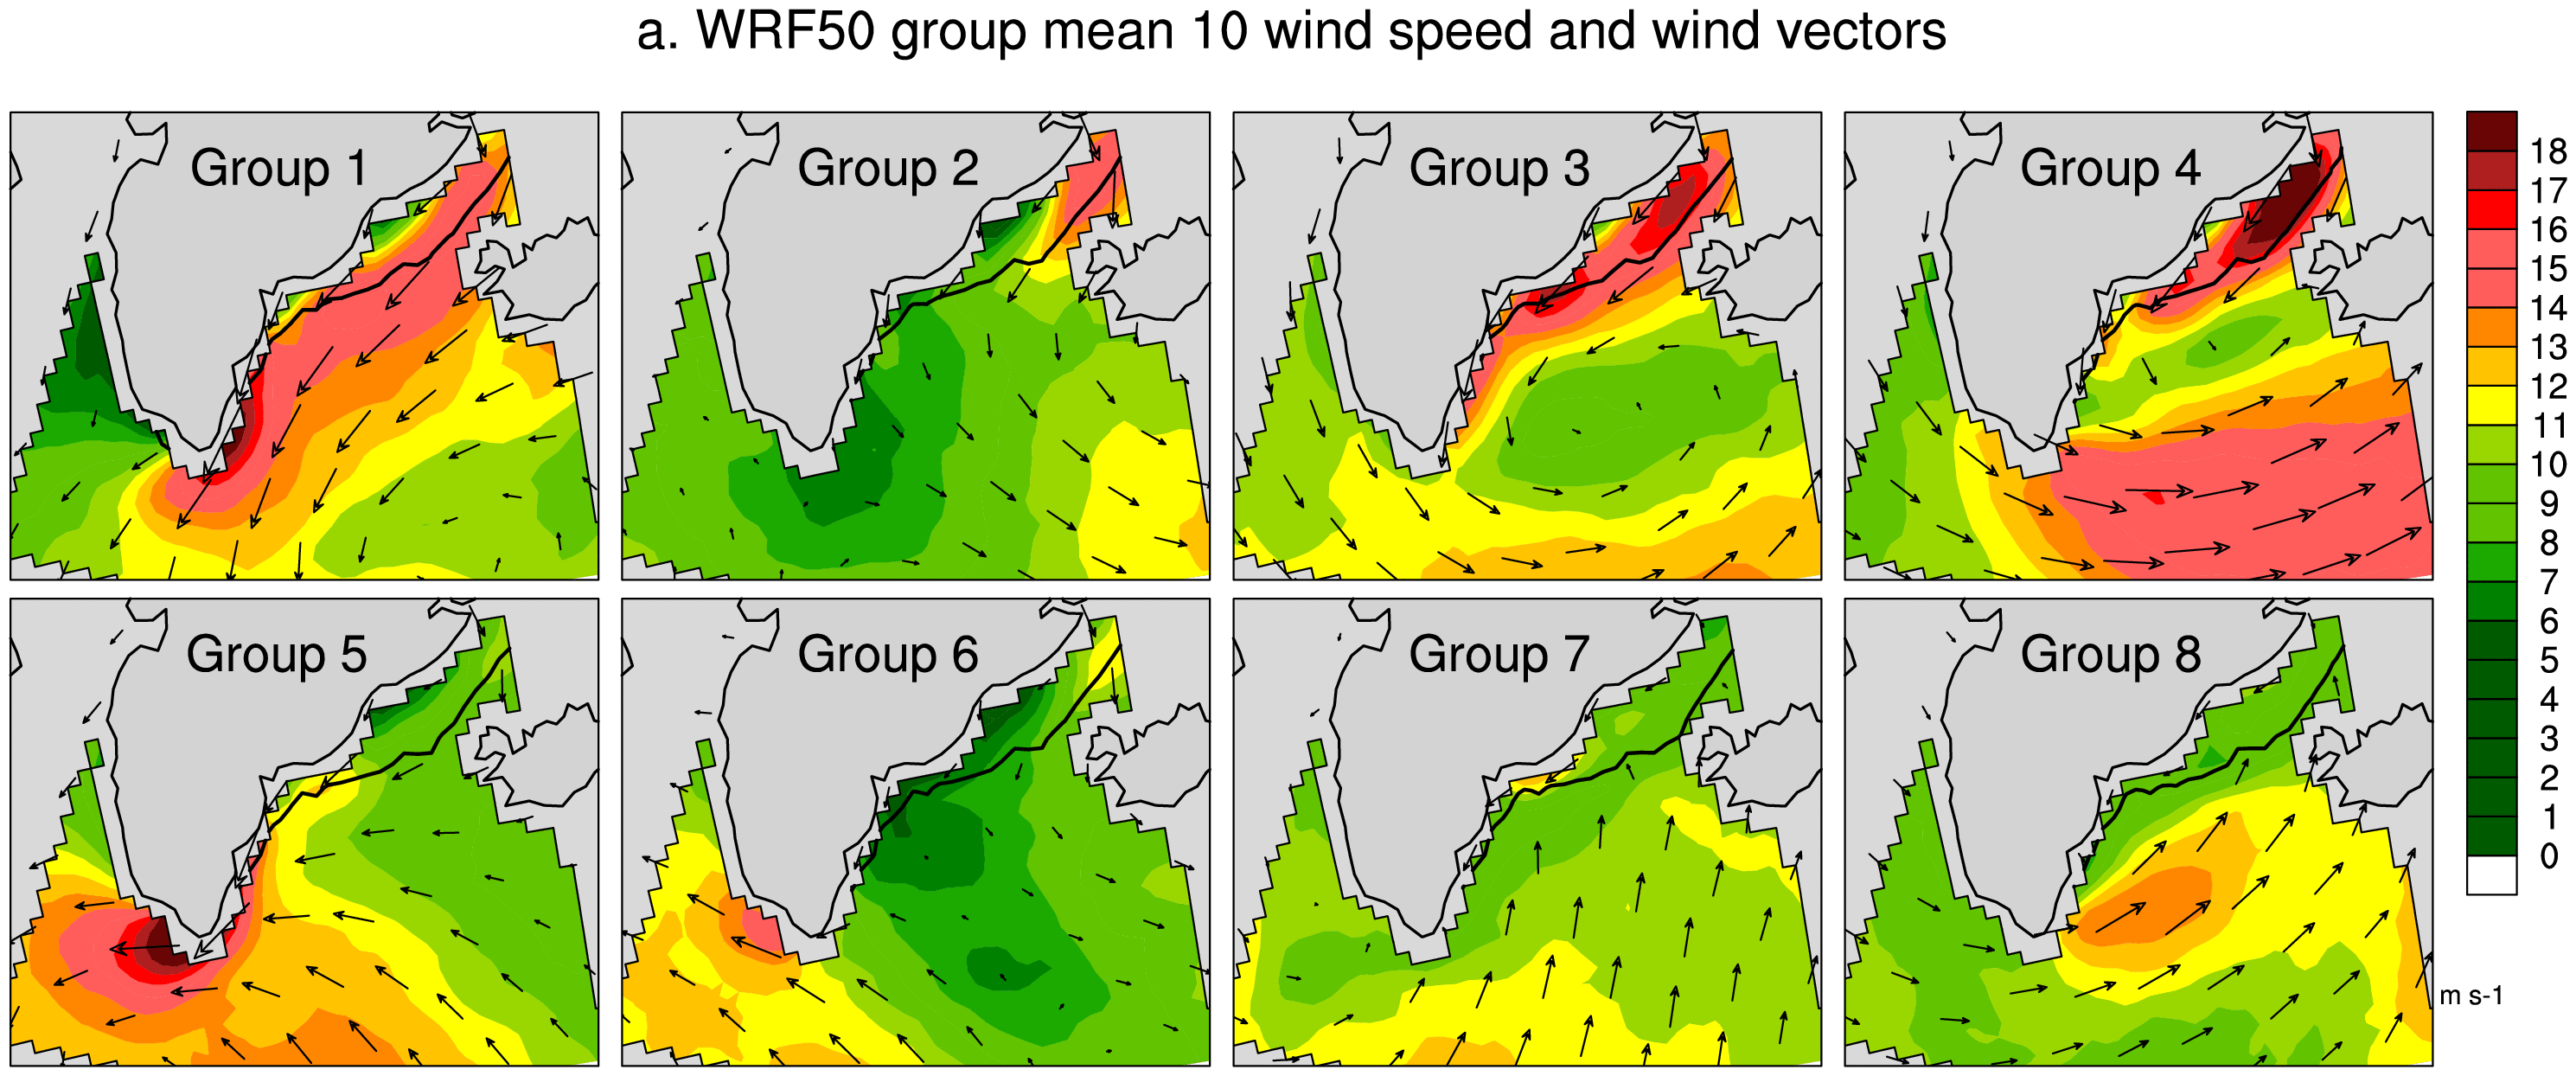 a. WRF50 group mean 10 wind speed and wind vectors
Group 1
Group 2
Group 3
Group 4
18
17
16
15
14
13
12
11
10
9
8
7
6
5
4
3
2
1
0
Group 5
Group 6
Group 7
Group 8
m s-1